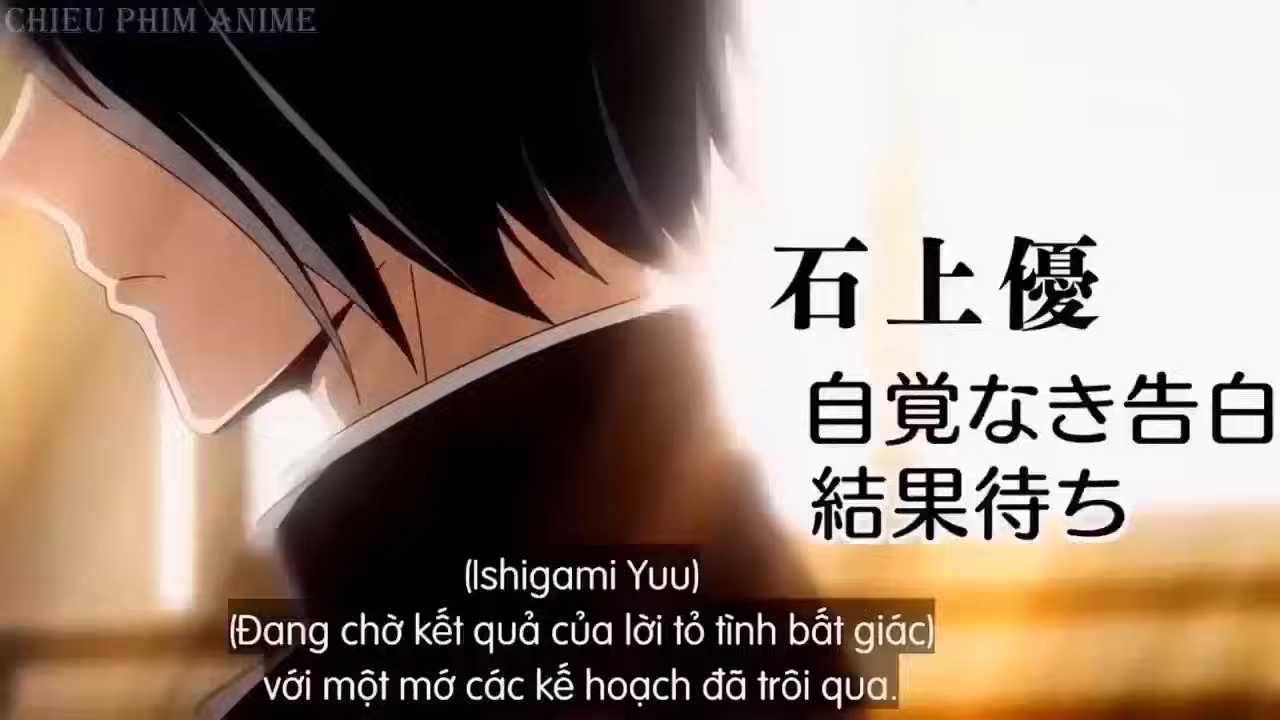 CHIEU PHIM ANIME
石上優
自覚なき告白
結果待ち
(Ishigami Yuu)
(Đang chờ kết quả của lời tỏ tình bất giác)
với một mớ các kế hoạch đã trôi qua.